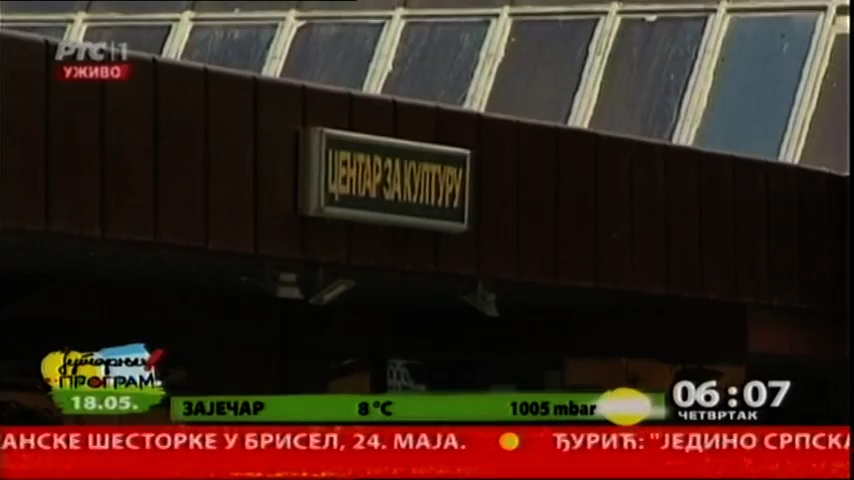 РТС 1
УЖИВО
ЦЕНТАР ЗА КУЛТУРУ
Јутарњи
ПРОГРАМ
18.05.
ЗАЈЕЧАР 8 °C 1005 mbar
06:07
ЧЕТВРТАК
АНСКЕ ШЕСТОРКЕ У БРИСЕЛ, 24. МАЈА. ЂУРИЋ: "ЈЕДИНО СРПСКА